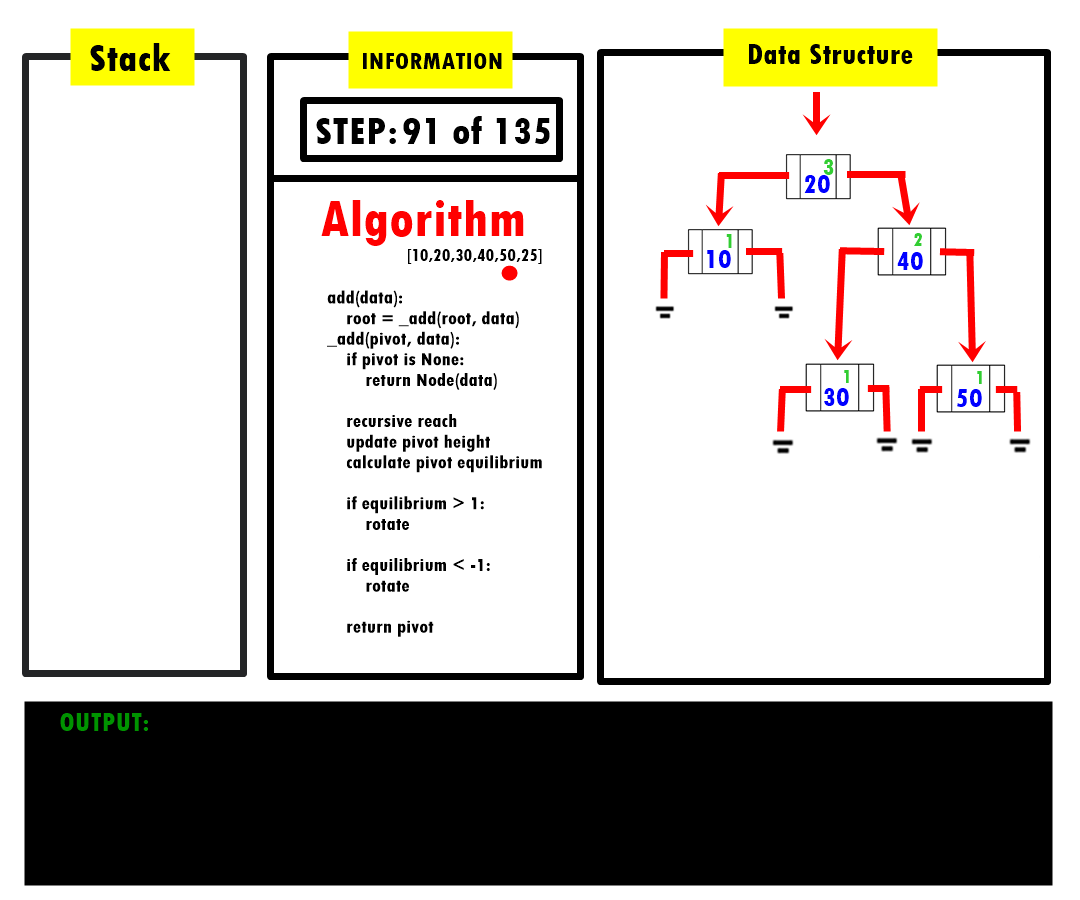 Stack
INFORMATION
STEP: 91 of 135
Algorithm
[10,20,30,40,50,25]
add(data):
root = _add(root, data)
_add(pivot, data):
if pivot is None:
return Node(data)
recursive reach
update pivot height
calculate pivot equilibrium
if equilibrium > 1:
rotate
if equilibrium < -1:
rotate
return pivot
Data Structure
3
20
1
10
2
40
1
30
1
50
OUTPUT: